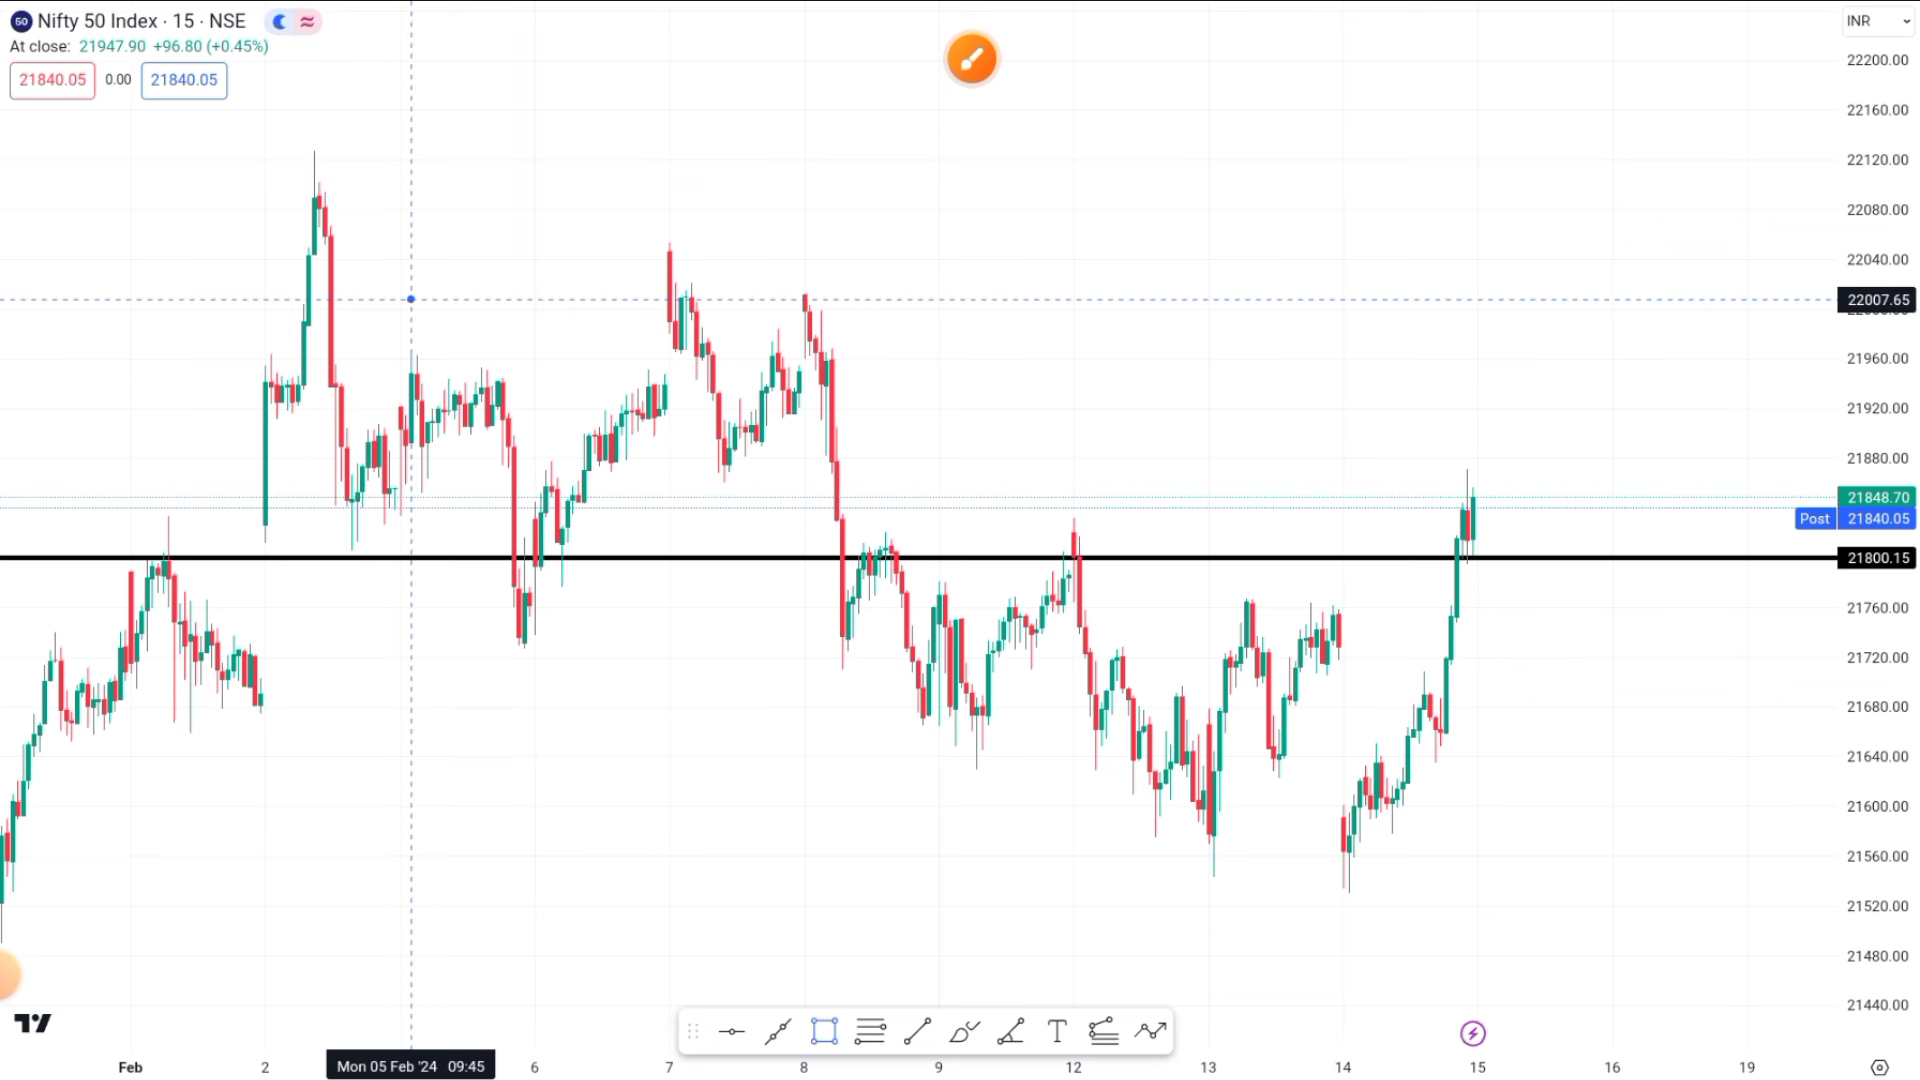 50 Nifty 50 Index · 15 · NSE
INR
At close: 21947.90 +96.80 (+0.45%)
21840.05 0.00 21840.05
22200.00
22160.00
22120.00
22080.00
22040.00
22007.65
21960.00
21920.00
21880.00
21848.70
Post 21840.05
21800.15
21760.00
21720.00
21680.00
21640.00
21600.00
21560.00
21520.00
21480.00
21440.00
T
Feb 2 Mon 05 Feb '24 09:45 6 7 8 9 12 13 14 15 16 19